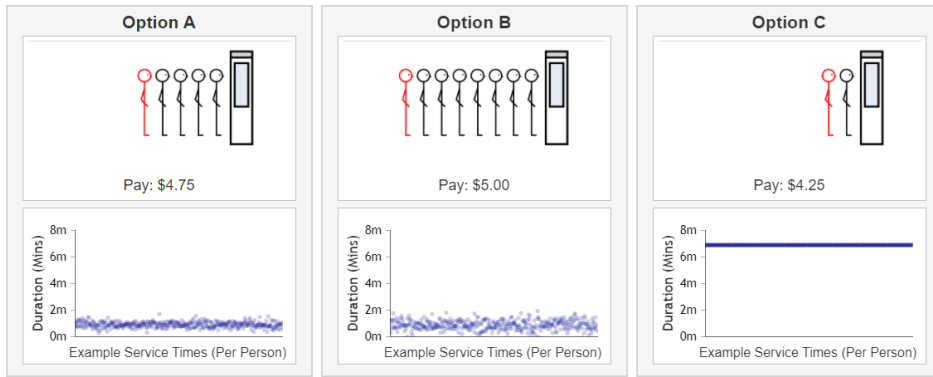 Option A
Pay: $4.75
8m
6m
4m
2m
0m
Duration (Mins)
Example Service Times (Per Person)
Option B
Pay: $5.00
8m
6m
4m
2m
0m
Duration (Mins)
Example Service Times (Per Person)
Option C
Pay: $4.25
8m
6m
4m
2m
0m
Duration (Mins)
Example Service Times (Per Person)